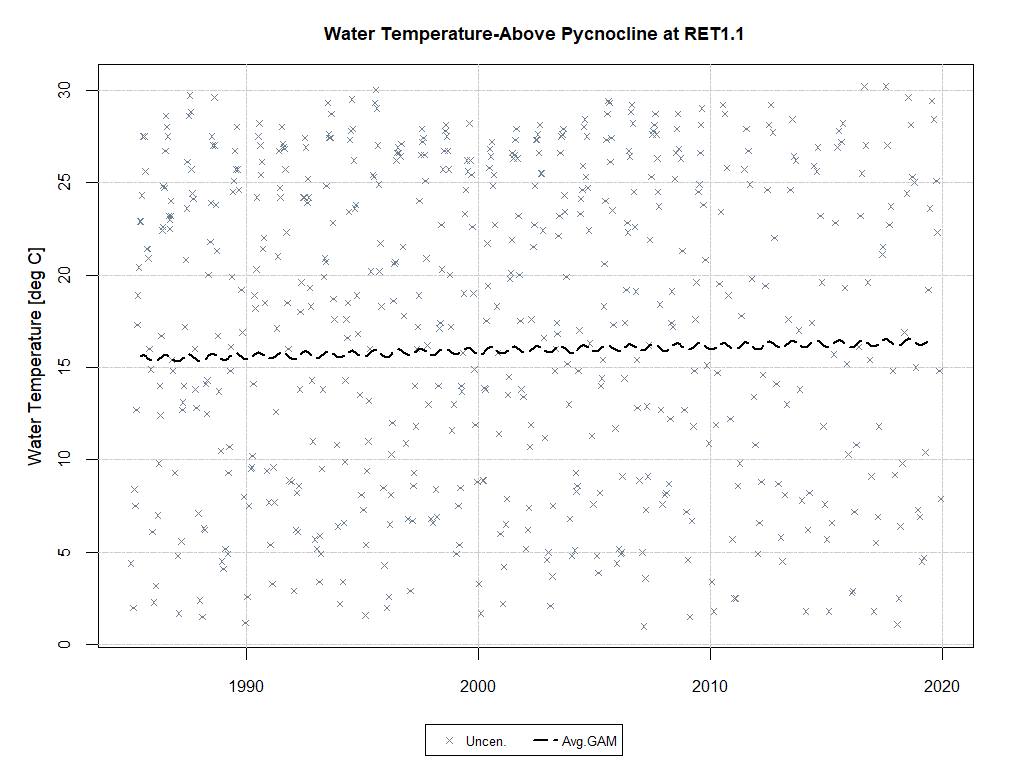 Water Temperature-Above Pycnocline at RET1.1
Water Temperature [deg C]
30
25
20
15
10
5
0
1990
2000
2010
2020
Uncen.
Avg.GAM